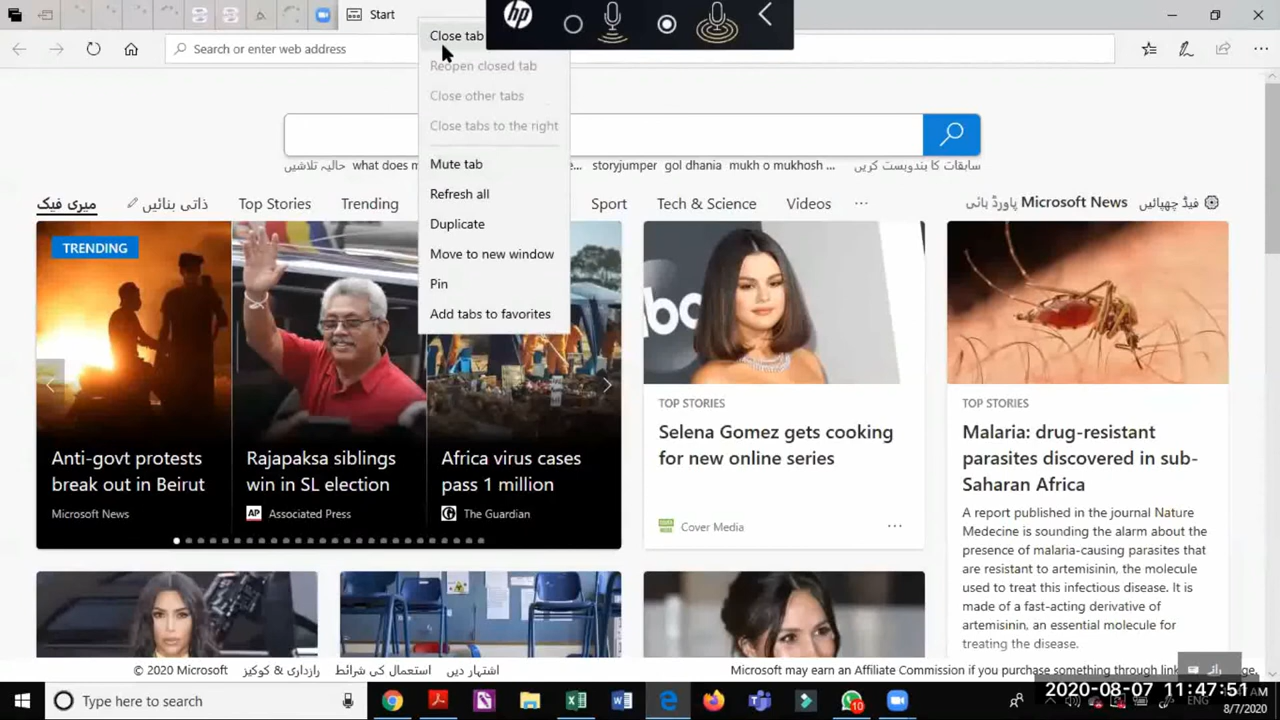 Start
hp
Search or enter web address
Close tab
Reopen closed tab
Close other tabs
Close tabs to the right
Mute tab
Refresh all
Duplicate
Move to new window
Pin
Add tabs to favorites
حالیہ تلاشیں what does m e... storyjumper gol dhania mukh o mukhosh ... سابقات کا بندوبست کریں
میری فیک ذاتی بنائیں Top Stories Trending Sport Tech & Science Videos ... پاورڈ بائی Microsoft News فیڈ چھپائیں
TRENDING
Anti-govt protests
break out in Beirut
Microsoft News
Rajapaksa siblings
win in SL election
AP Associated Press
Africa virus cases
pass 1 million
The Guardian
abc
TOP STORIES
Selena Gomez gets cooking
for new online series
COVER MEDIA Cover Media
TOP STORIES
Malaria: drug-resistant
parasites discovered in sub-
Saharan Africa
A report published in the journal Nature
Medecine is sounding the alarm about the
presence of malaria-causing parasites that
are resistant to artemisinin, the molecule
used to treat this infectious disease. It is
made of a fast-acting derivative of
artemisinin, an essential molecule for
treating the disease.
© 2020 Microsoft رازداری & کوکیز استعمال کی شرائط اشتہار دیں Microsoft may earn an Affiliate Commission if you purchase something through link رائے ge.
Type here to search
10
ENG
2020-08-07 11:47:51 AM
8/7/2020